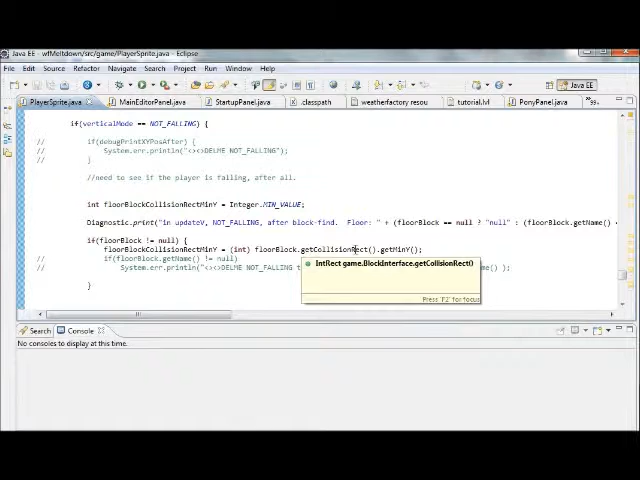 Java EE - wfMeltdown/src/game/PlayerSprite.java - Eclipse
File Edit Source Refactor Navigate Search Project Run Window Help
Java EE
PlayerSprite.java MainEditorPanel.java StartupPanel.java .classpath weatherfactory resou tutorial.lvl PonyPanel.java »99
if(verticalMode == NOT_FALLING) {
// if(debugPrintXYPosAfter) {
// System.err.println("<><>DELME NOT_FALLING");
// }
//need to see if the player is falling, after all.
int floorBlockCollisionRectMinY = Integer.MIN_VALUE;
Diagnostic.print("in updateV, NOT_FALLING, after block-find. Floor: " + (floorBlock == null ? "null" : (floorBlock.getName() +
if(floorBlock != null) {
floorBlockCollisionRectMinY = (int) floorBlock.getCollisionRect().getMinY();
// if(floorBlock.getName() != null)
// System.err.println("<><>DELME NOT_FALLING t ame() );
IntRect game.BlockInterface.getCollisionRect()
}
Press 'F2' for focus
Search Console
No consoles to display at this time.